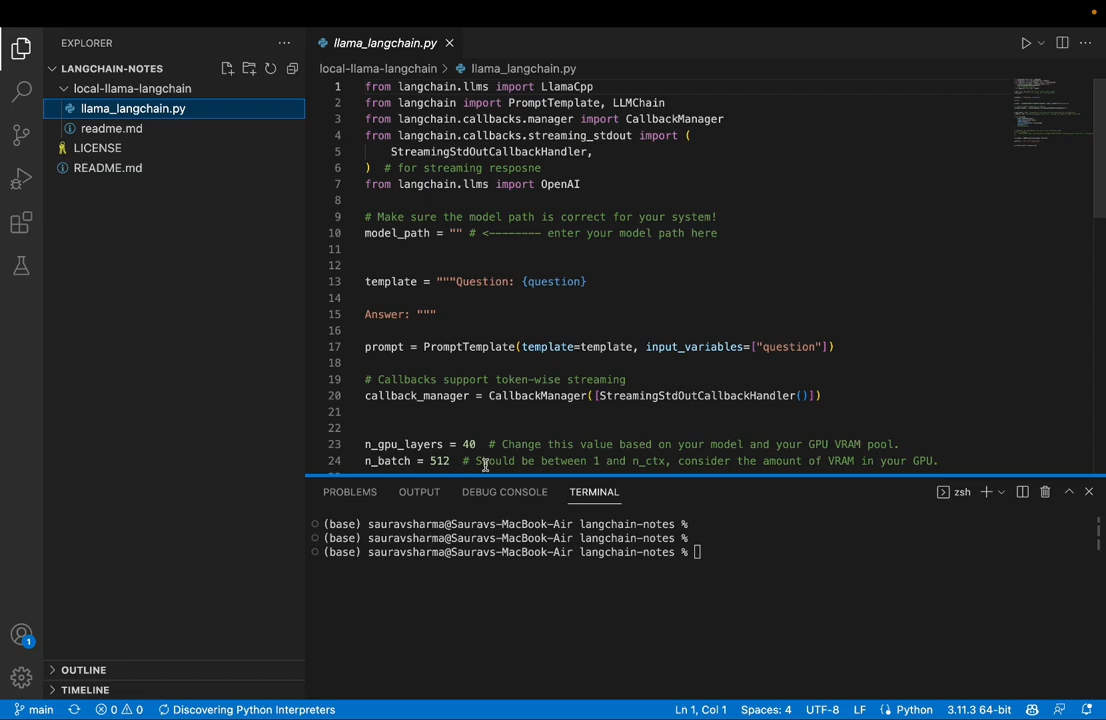 EXPLORER
LANGCHAIN-NOTES
local-llama-langchain
llama_langchain.py
readme.md
LICENSE
README.md
OUTLINE
TIMELINE
llama_langchain.py
local-llama-langchain > llama_langchain.py
1 from langchain.llms import LlamaCpp
2 from langchain import PromptTemplate, LLMChain
3 from langchain.callbacks.manager import CallbackManager
4 from langchain.callbacks.streaming_stdout import (
5 StreamingStdOutCallbackHandler,
6 ) # for streaming resposne
7 from langchain.llms import OpenAI
8
9 # Make sure the model path is correct for your system!
10 model_path = "" # <-------- enter your model path here
11
12
13 template = """Question: {question}
14
15 Answer: """
16
17 prompt = PromptTemplate(template=template, input_variables=["question"])
18
19 # Callbacks support token-wise streaming
20 callback_manager = CallbackManager([StreamingStdOutCallbackHandler()])
21
22
23 n_gpu_layers = 40 # Change this value based on your model and your GPU VRAM pool.
24 n_batch = 512 # Should be between 1 and n_ctx, consider the amount of VRAM in your GPU.
PROBLEMS OUTPUT DEBUG CONSOLE TERMINAL zsh
(base) sauravsharma@Sauravs-MacBook-Air langchain-notes %
(base) sauravsharma@Sauravs-MacBook-Air langchain-notes %
(base) sauravsharma@Sauravs-MacBook-Air langchain-notes %
1
main 0 0 Discovering Python Interpreters Ln 1, Col 1 Spaces: 4 UTF-8 LF Python 3.11.3 64-bit